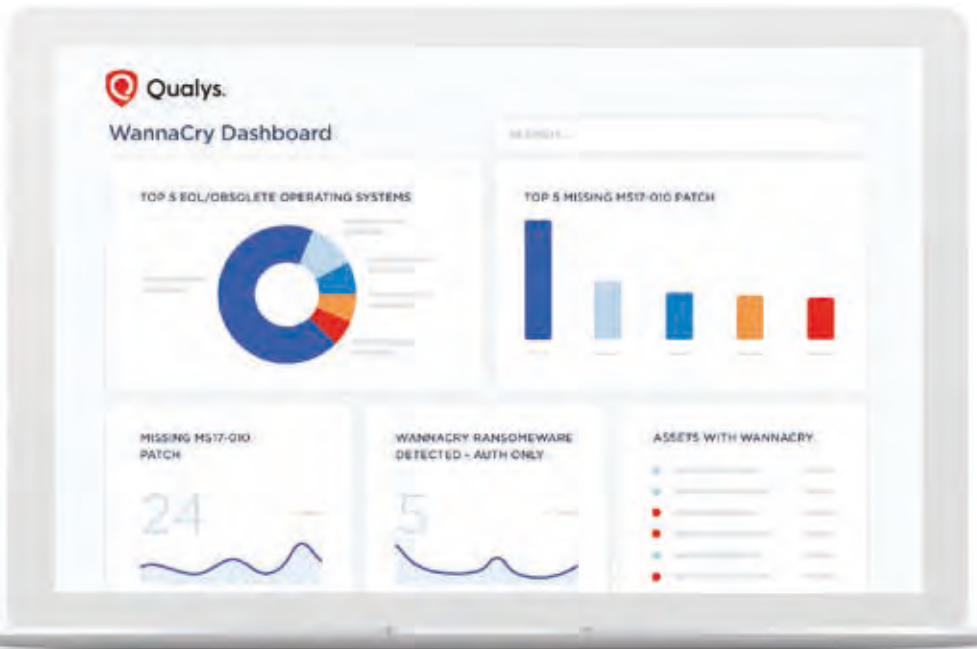 Qualys.
WannaCry Dashboard
SEARCH...
TOP 5 EOL/OBSOLETE OPERATING SYSTEMS
TOP 5 MISSING MS17-010 PATCH
MISSING MS17-010
PATCH
24
WANNACRY RANSOMEWARE
DETECTED - AUTH ONLY
5
ASSETS WITH WANNACRY